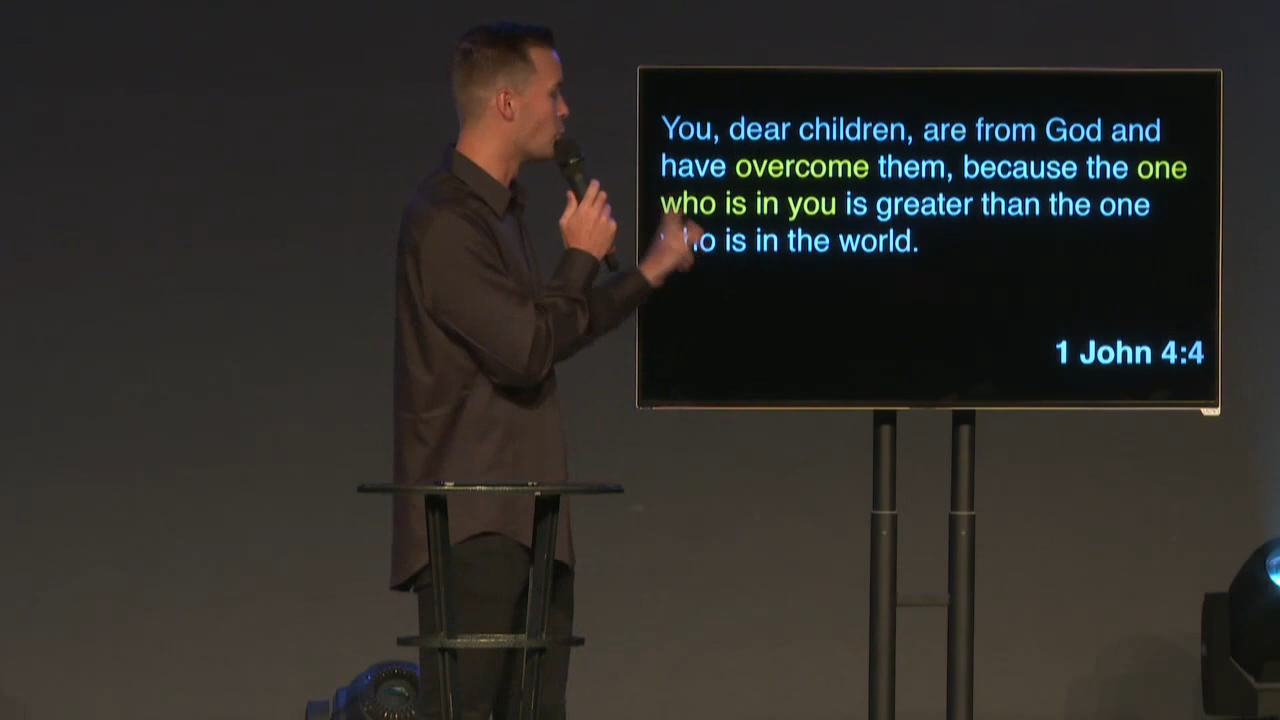 You, dear children, are from God and
have overcome them, because the one
who is in you is greater than the one
who is in the world.
1 John 4:4